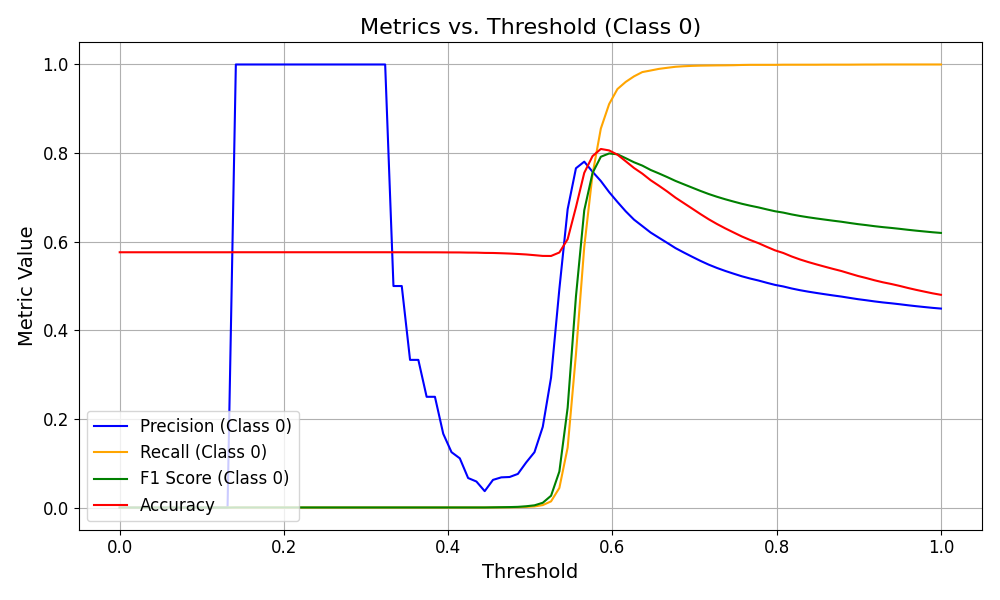 Metrics vs. Threshold (Class 0)
Metric Value
1.0
0.8
0.6
0.4
0.2
0.0
Precision (Class 0)
Recall (Class 0)
F1 Score (Class 0)
Accuracy
0.0 0.2 0.4 0.6 0.8 1.0
Threshold